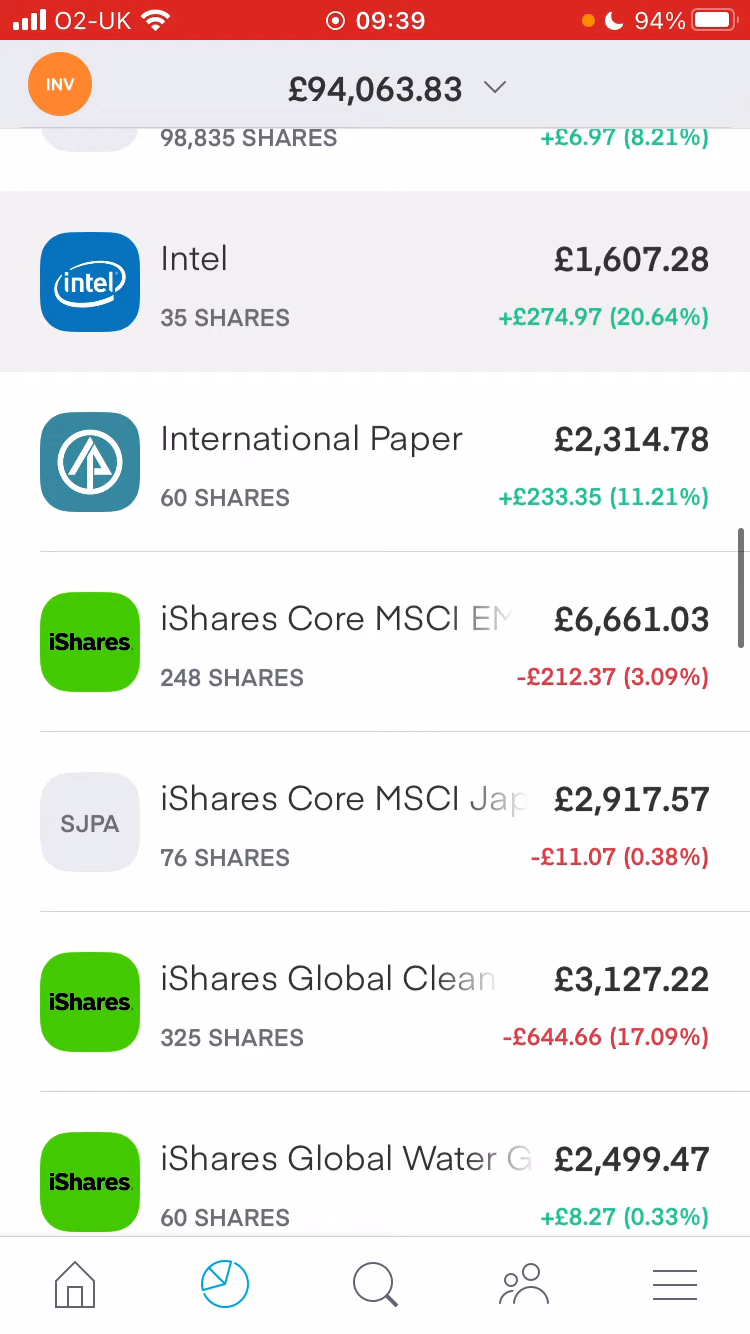 O2-UK 09:39 94%
INV £94,063.83
98,835 SHARES +£6.97 (8.21%)
intel Intel £1,607.28
35 SHARES +£274.97 (20.64%)
International Paper £2,314.78
60 SHARES +£233.35 (11.21%)
iShares Core MSCI EM £6,661.03
iShares.
248 SHARES -£212.37 (3.09%)
iShares Core MSCI Jap £2,917.57
SJPA
76 SHARES -£11.07 (0.38%)
iShares Global Clean £3,127.22
iShares.
325 SHARES -£644.66 (17.09%)
iShares Global Water G £2,499.47
iShares.
60 SHARES +£8.27 (0.33%)